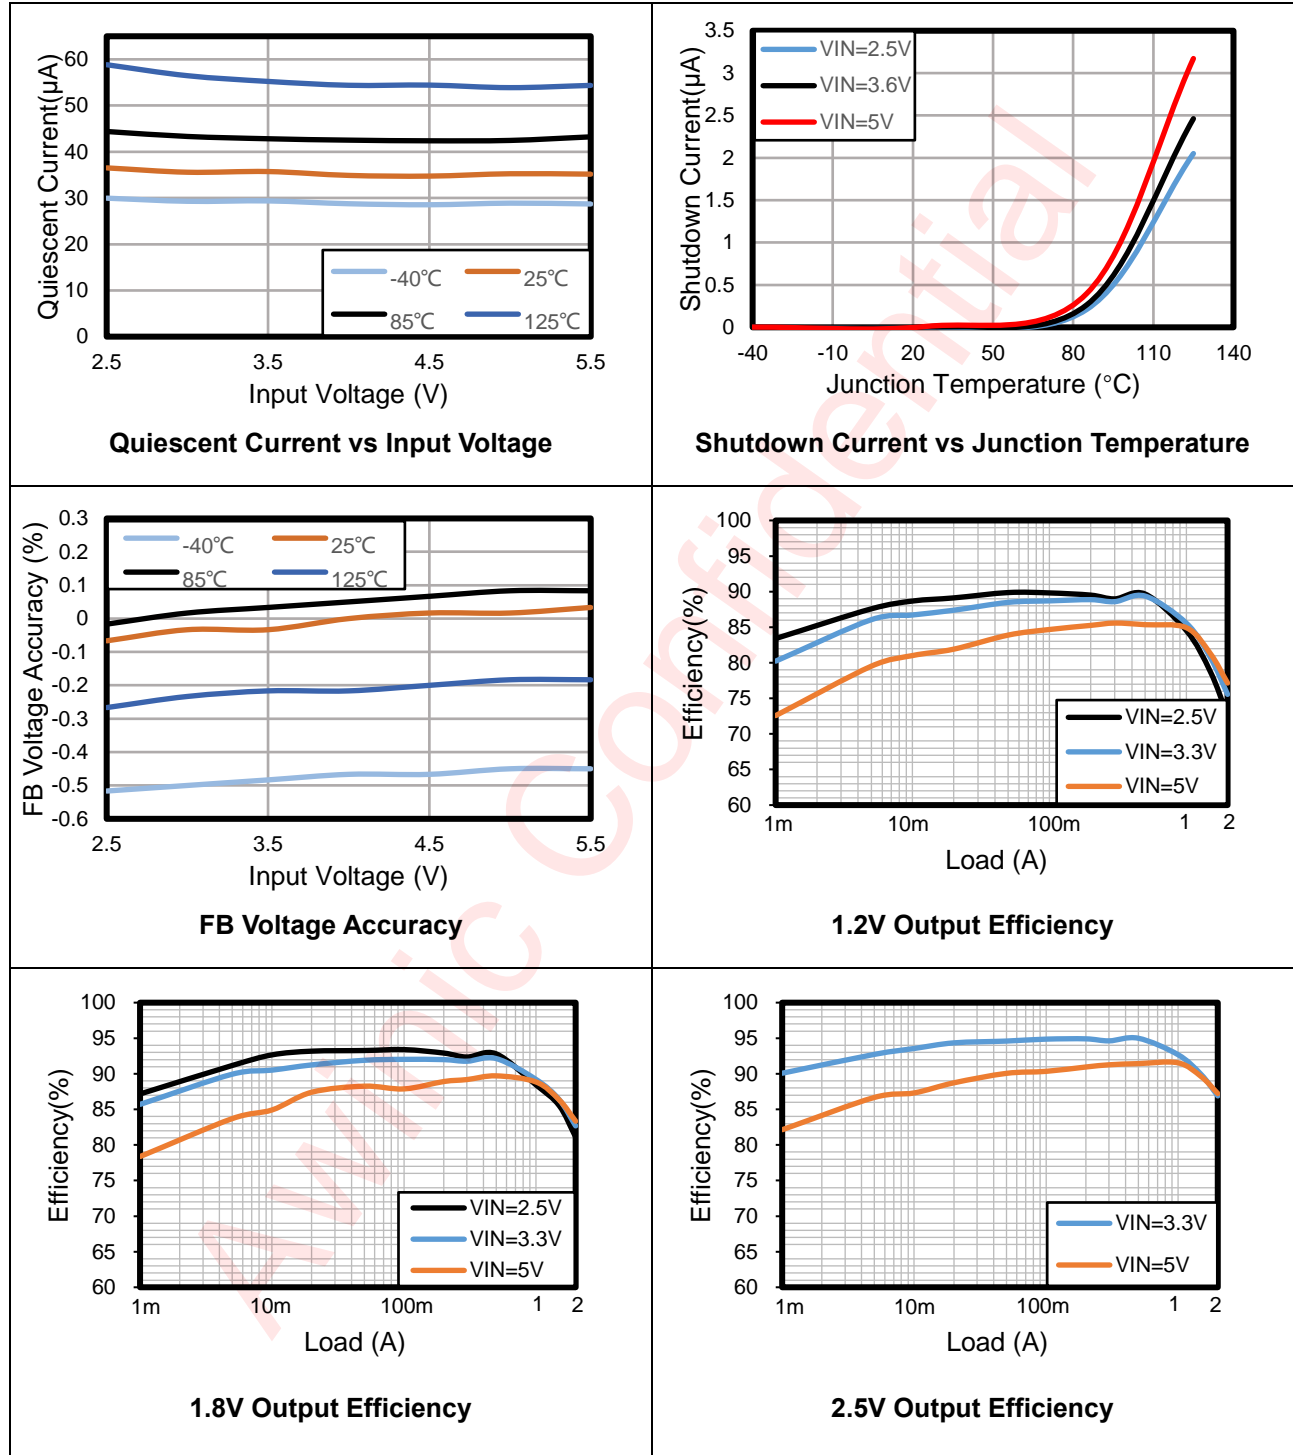 Quiescent Current(μA)
60
50
40
30
20
10
0
-40℃
25℃
85℃
125℃
2.5
3.5
4.5
5.5
Input Voltage (V)
Quiescent Current vs Input Voltage
Shutdown Current(μA)
3.5
3
2.5
2
1.5
1
0.5
0
VIN=2.5V
VIN=3.6V
VIN=5V
-40
-10
20
50
80
110
140
Junction Temperature (°C)
Shutdown Current vs Junction Temperature
FB Voltage Accuracy (%)
0.3
0.2
0.1
0
-0.1
-0.2
-0.3
-0.4
-0.5
-0.6
-40℃
25℃
85℃
125℃
2.5
3.5
4.5
5.5
Input Voltage (V)
FB Voltage Accuracy
Efficiency(%)
100
95
90
85
80
75
70
65
60
VIN=2.5V
VIN=3.3V
VIN=5V
1m
10m
100m
1
2
Load (A)
1.2V Output Efficiency
Efficiency(%)
100
95
90
85
80
75
70
65
60
VIN=2.5V
VIN=3.3V
VIN=5V
1m
10m
100m
1
2
Load (A)
1.8V Output Efficiency
Efficiency(%)
100
95
90
85
80
75
70
65
60
VIN=3.3V
VIN=5V
1m
10m
100m
1
2
Load (A)
2.5V Output Efficiency
Awinic Confidential